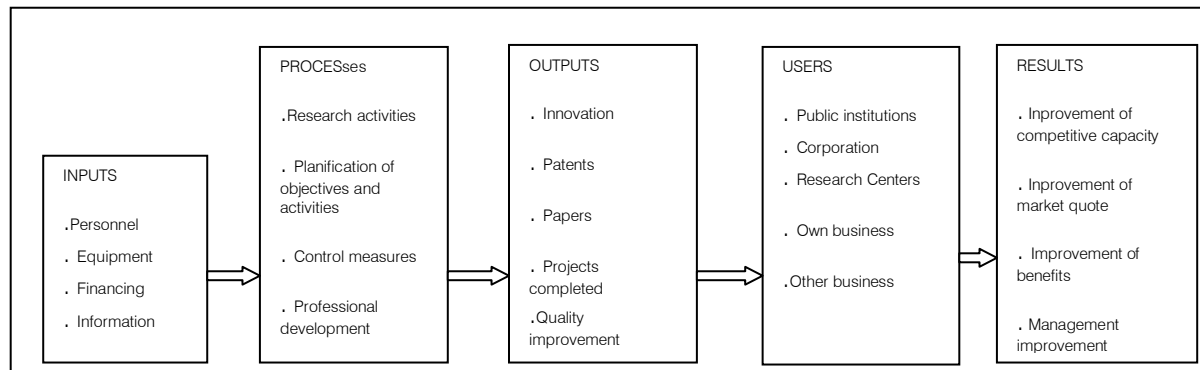 INPUTS
.Personnel
. Equipment
. Financing
. Information
PROCESses
.Research activities
. Planification of
objectives and
activities
. Control measures
. Professional
development
OUTPUTS
. Innovation
. Patents
. Papers
. Projects
completed
.Quality
improvement
USERS
. Public institutions
. Corporation
. Research Centers
. Own business
.Other business
RESULTS
. Inprovement of
competitive capacity
. Inprovement of
market quote
. Improvement of
benefits
. Management
improvement